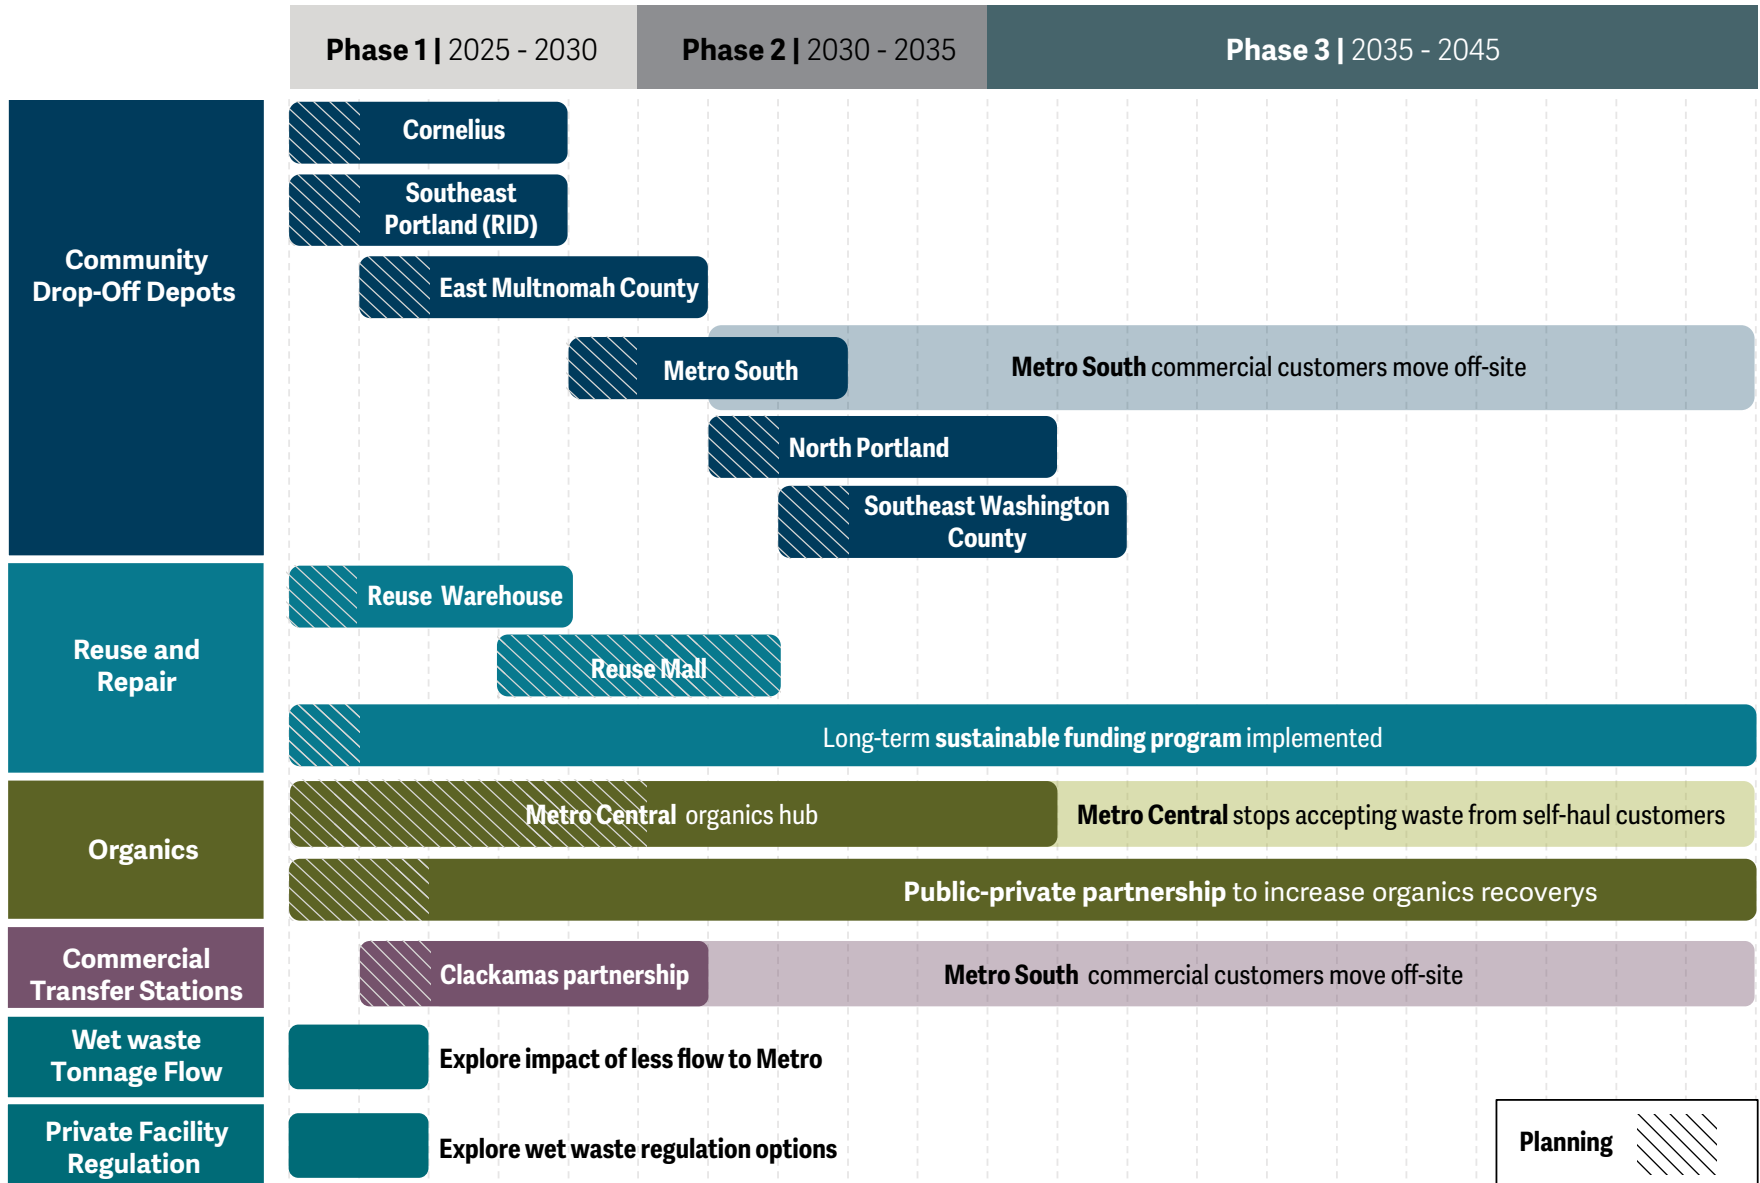 Phase 1 | 2025 - 2030
Phase 2 | 2030 - 2035
Phase 3 | 2035 - 2045
Community
Drop-Off Depots
Cornelius
Southeast
Portland (RID)
East Multnomah County
Metro South
Metro South commercial customers move off-site
North Portland
Southeast Washington
County
Reuse and
Repair
Reuse Warehouse
Reuse Mall
Long-term sustainable funding program implemented
Organics
Metro Central organics hub
Metro Central stops accepting waste from self-haul customers
Public-private partnership to increase organics recoverys
Commercial
Transfer Stations
Clackamas partnership
Metro South commercial customers move off-site
Wet waste
Tonnage Flow
Explore impact of less flow to Metro
Private Facility
Regulation
Explore wet waste regulation options
Planning